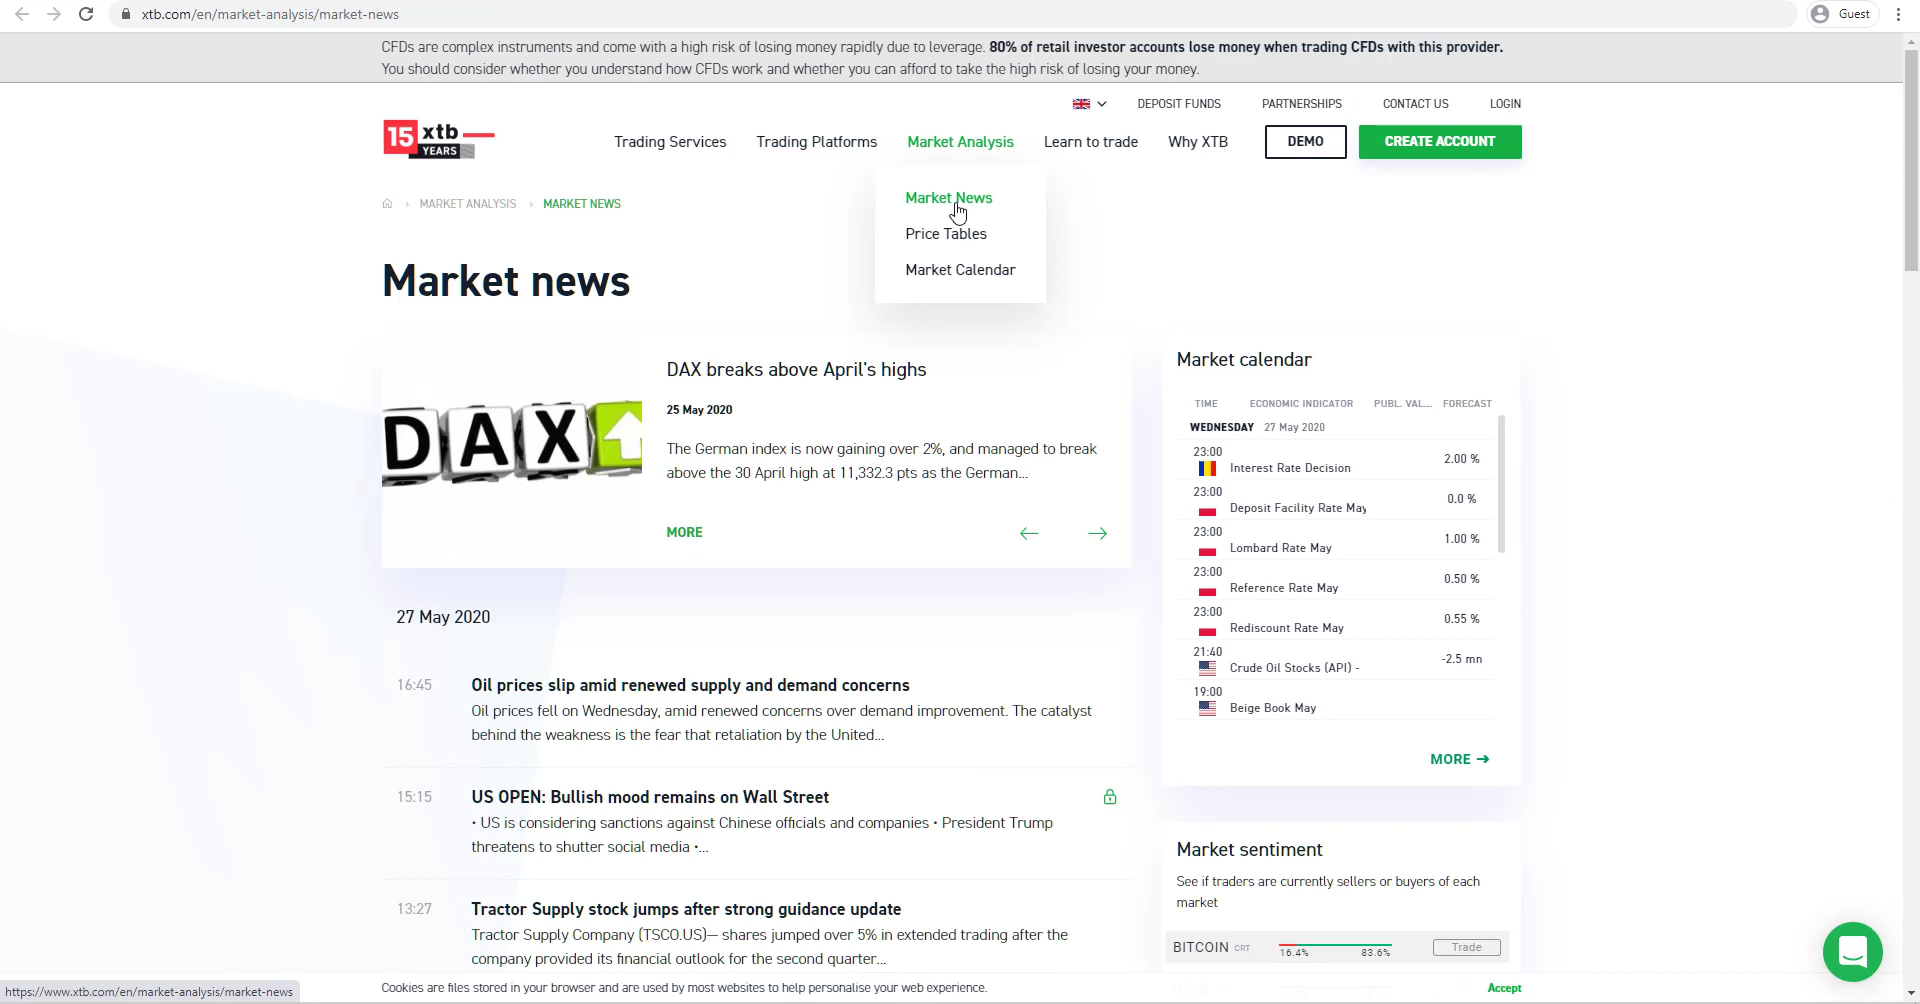 xtb.com/en/market-analysis/market-news
Guest
CFDs are complex instruments and come with a high risk of losing money rapidly due to leverage. 80% of retail investor accounts lose money when trading CFDs with this provider.
You should consider whether you understand how CFDs work and whether you can afford to take the high risk of losing your money.
DEPOSIT FUNDS
PARTNERSHIPS
CONTACT US
LOGIN
15 xtb
YEARS
Trading Services
Trading Platforms
Market Analysis
Learn to trade
Why XTB
DEMO
CREATE ACCOUNT
Market News
Price Tables
Market Calendar
MARKET ANALYSIS
MARKET NEWS
Market news
DAX
DAX breaks above April's highs
25 May 2020
The German index is now gaining over 2%, and managed to break
above the 30 April high at 11,332.3 pts as the German...
MORE
27 May 2020
16:45
Oil prices slip amid renewed supply and demand concerns
Oil prices fell on Wednesday, amid renewed concerns over demand improvement. The catalyst
behind the weakness is the fear that retaliation by the United...
15:15
US OPEN: Bullish mood remains on Wall Street
• US is considering sanctions against Chinese officials and companies • President Trump
threatens to shutter social media •...
13:27
Tractor Supply stock jumps after strong guidance update
Tractor Supply Company (TSCO.US)— shares jumped over 5% in extended trading after the
company provided its financial outlook for the second quarter...
Market calendar
TIME ECONOMIC INDICATOR PUBL. VAL... FORECAST
WEDNESDAY 27 May 2020
23:00 Interest Rate Decision 2.00 %
23:00 Deposit Facility Rate May 0.0 %
23:00 Lombard Rate May 1.00 %
23:00 Reference Rate May 0.50 %
23:00 Rediscount Rate May 0.55 %
21:40 Crude Oil Stocks (API) - -2.5 mn
19:00 Beige Book May
MORE
Market sentiment
See if traders are currently sellers or buyers of each
market
BITCOIN CRT 16.4% 83.6% Trade
Cookies are files stored in your browser and are used by most websites to help personalise your web experience.
Accept
https://www.xtb.com/en/market-analysis/market-news